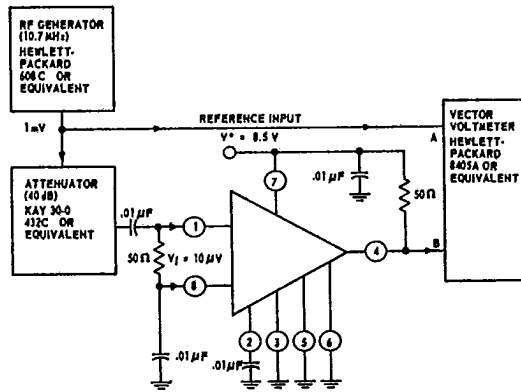 RF GENERATOR
(10.7 MHz)
HEWLETT-
PACKARD
608C OR
EQUIVALENT
1mV
REFERENCE INPUT
V⁺ = 8.5 V
A
VECTOR
VOLTMETER
HEWLETT-
PACKARD
8405A OR
EQUIVALENT
ATTENUATOR
(40 dB)
KAY 30-0
432C OR
EQUIVALENT
.01μF
7
.01μF
50Ω
1
50Ω
VI = 10μV
4
B
8
2
3
5
6
.01μF
.01μF